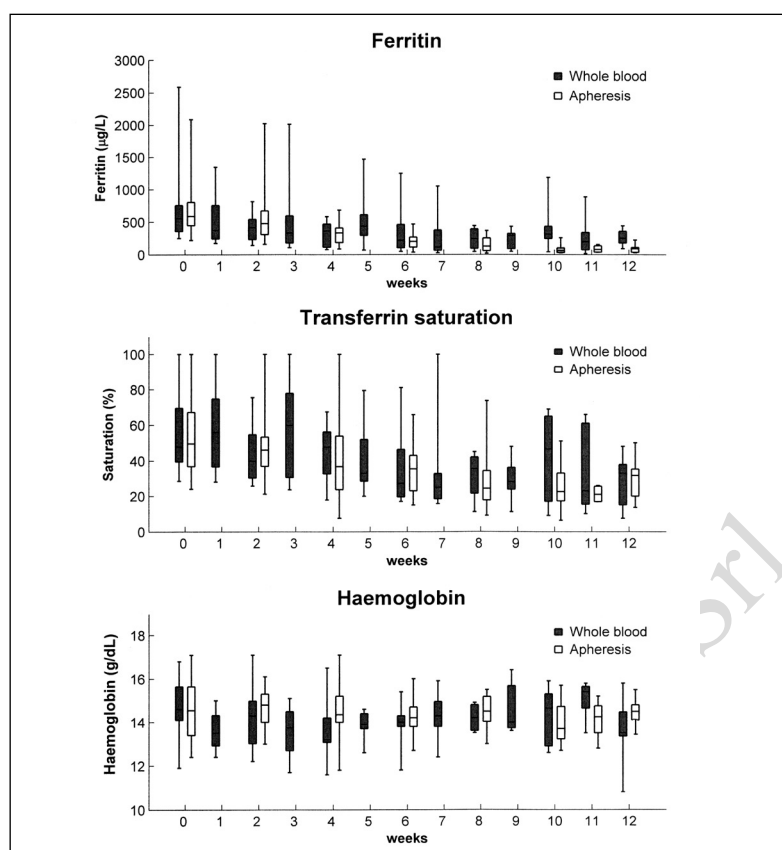 Ferritin
3000
2500
2000
1500
1000
500
0
Ferritin (µg/L)
Whole blood
Apheresis
0 1 2 3 4 5 6 7 8 9 10 11 12
weeks
Transferrin saturation
100
80
60
40
20
0
Saturation (%)
Whole blood
Apheresis
0 1 2 3 4 5 6 7 8 9 10 11 12
weeks
Haemoglobin
18
16
14
12
10
Haemoglobin (g/dL)
Whole blood
Apheresis
0 1 2 3 4 5 6 7 8 9 10 11 12
weeks
Srl